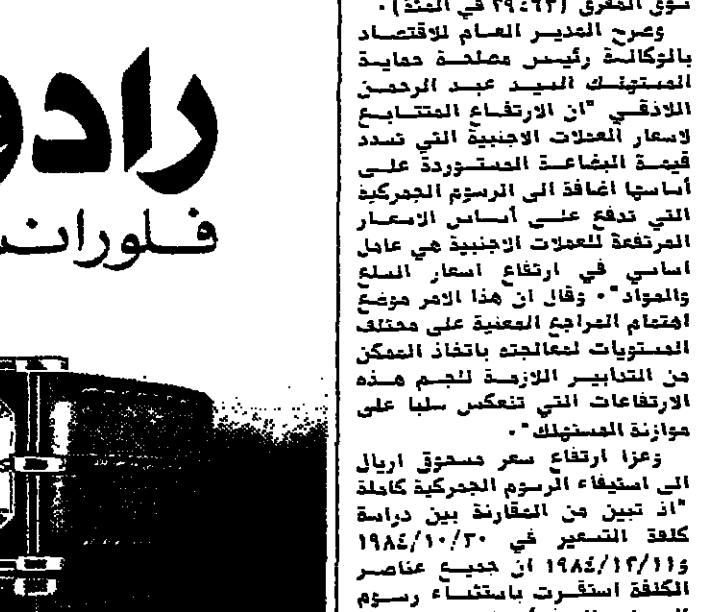 سوق المفرق (٢٩٤٦٣ في المئة) ٠
وصرح المدير العام للاقتصاد
بالوكالة رئيس مصلحة حماية
المستهلك السيد عبد الرحمن
اللاذقي "ان الارتفاع المتتابع
لاسعار العملات الاجنبية التي تسدد
قيمة البضاعة المستوردة على
أساسها اضافة الى الرسوم الجمركية
التي تدفع على أساس الاسعار
المرتفعة للعملات الاجنبية هي عامل
اساسي في ارتفاع اسعار السلع
والمواد" ٠ وقال ان هذا الامر موضع
اهتمام المراجع المعنية على مختلف
المستويات لمعالجته باتخاذ الممكن
من التدابير اللازمة للجم هذه
الارتفاعات التي تنعكس سلبا على
موازنة المستهلك" ٠
وعزا ارتفاع سعر مسحوق اريال
الى استيفاء الرسوم الجمركية كاملة
"اذ تبين من المقارنة بين دراسة
كلفة التسعير في ١٩٨٤/١٠/٣٠
و١٩٨٤/١٢/١١ ان جميع عناصر
الكلفة استقرت باستثناء رسوم
رادو
فلوران